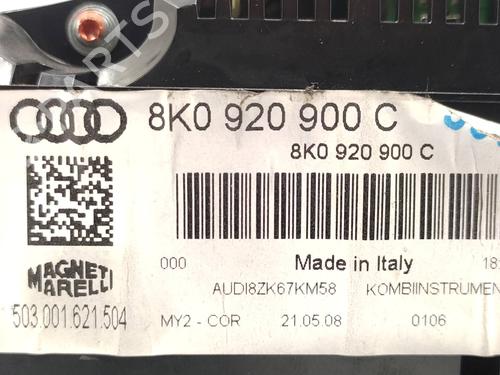 8K0 920 900 C
8K0 920 900 C
000 Made in Italy 18:
MAGNETI
MARELLI
AUDI8ZK67KM58 KOMBIINSTRUMEN
503.001.621.504
MY2 - COR 21.05.08 0106